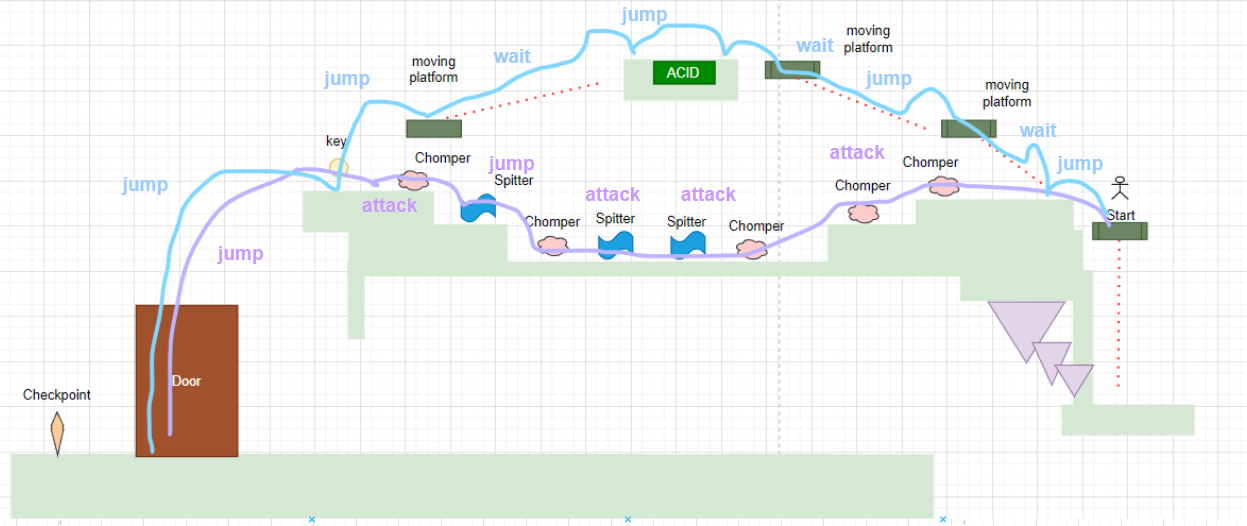 jump
wait
moving
platform
wait
moving
platform
jump
ACID
jump
moving
platform
key
wait
Chomper
jump
attack
Chomper
jump
jump
Spitter
attack
attack
attack
Chomper
Start
Chomper
Spitter
Spitter
Chomper
jump
Door
Checkpoint